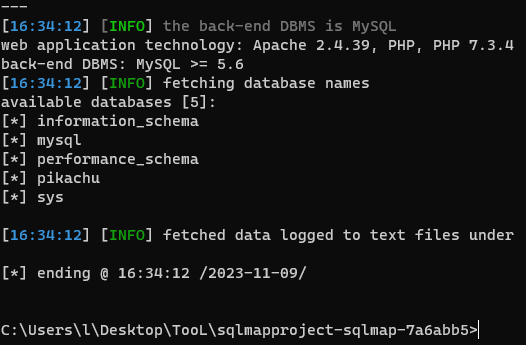 ---
[16:34:12] [INFO] the back-end DBMS is MySQL
web application technology: Apache 2.4.39, PHP, PHP 7.3.4
back-end DBMS: MySQL >= 5.6
[16:34:12] [INFO] fetching database names
available databases [5]:
[*] information_schema
[*] mysql
[*] performance_schema
[*] pikachu
[*] sys
[16:34:12] [INFO] fetched data logged to text files under
[*] ending @ 16:34:12 /2023-11-09/
C:\Users\l\Desktop\TooL\sqlmapproject-sqlmap-7a6abb5>